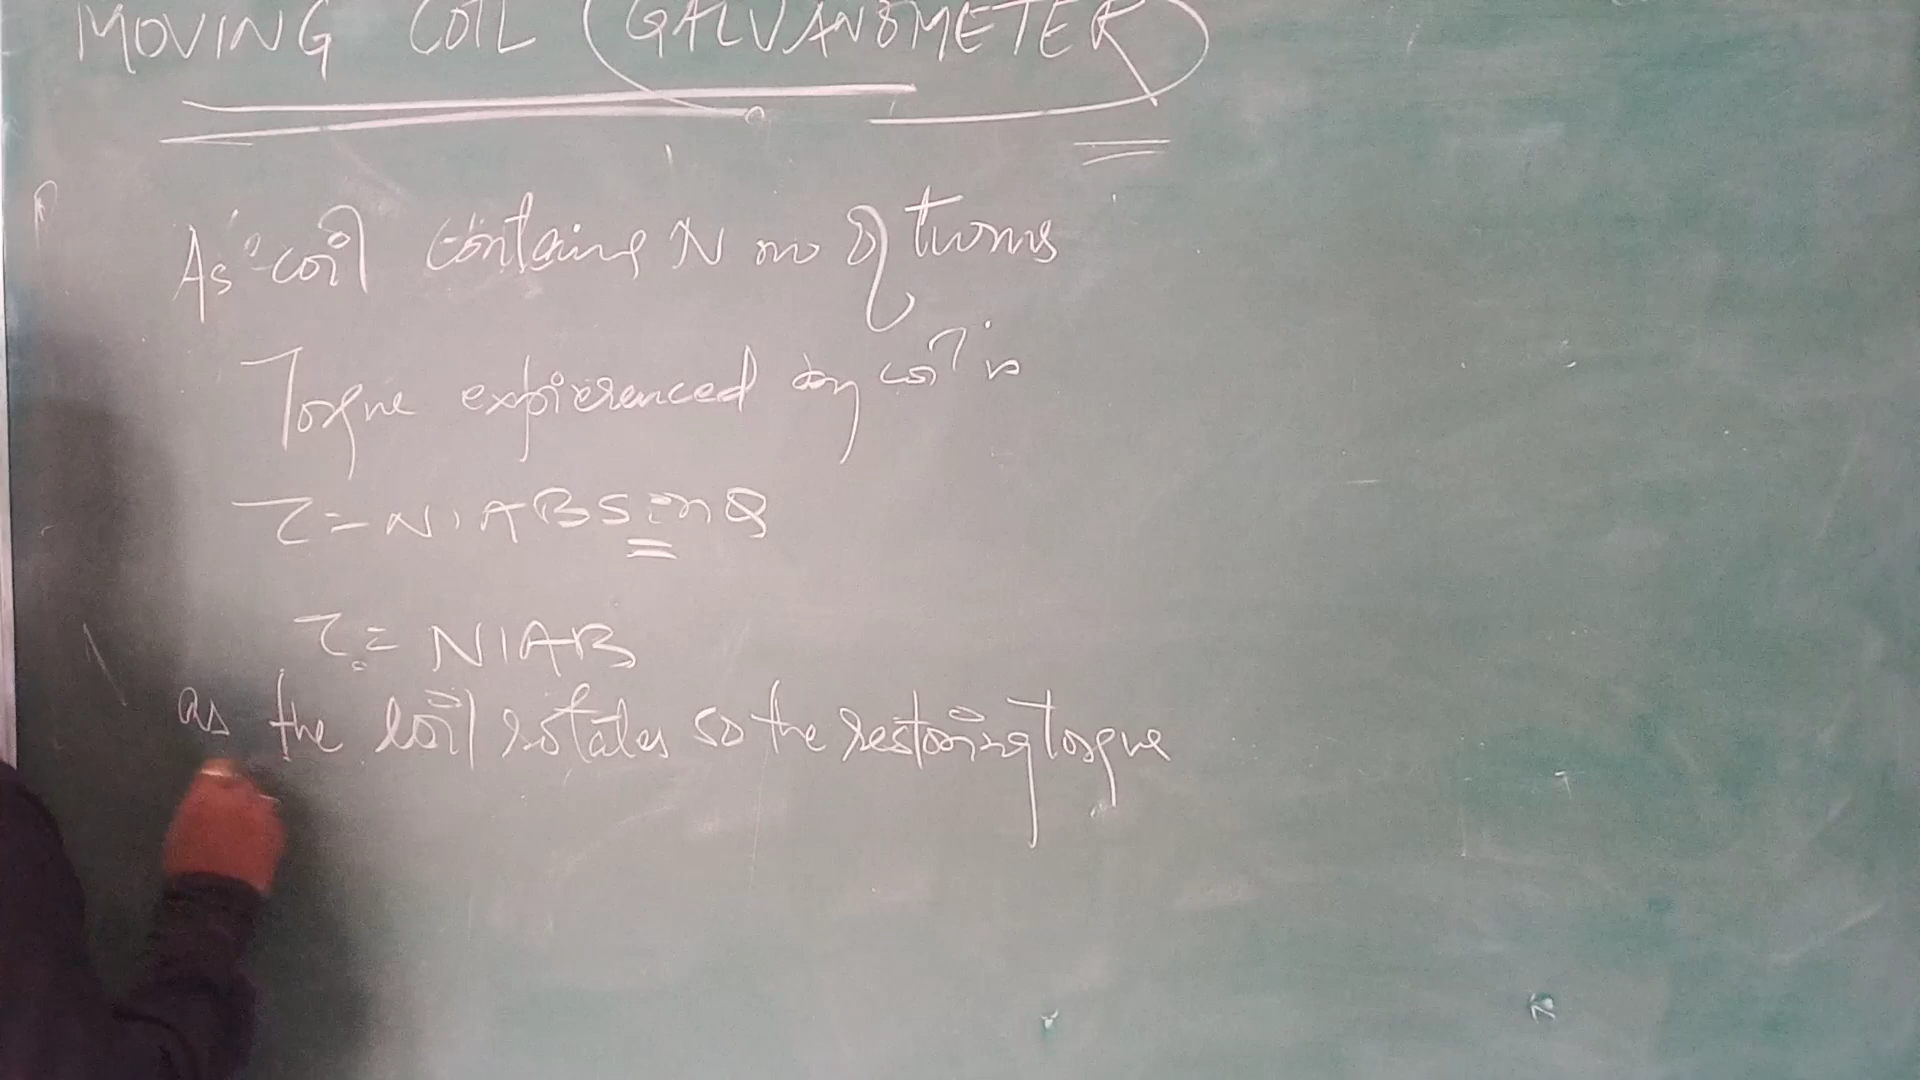 MOVING COIL (GALVANOMETER)
As coil contains N no of turns
Torque expierenced by coil is
τ = NIABSinθ
τ = NIAB
as the coil rotates so the restoring torque